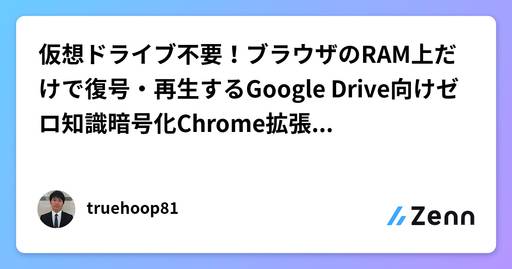 仮想ドライブ不要！ブラウザのRAM上だ
けで復号・再生するGoogle Drive向けゼ
ロ知識暗号化Chrome拡張...
truehoop81
Zenn